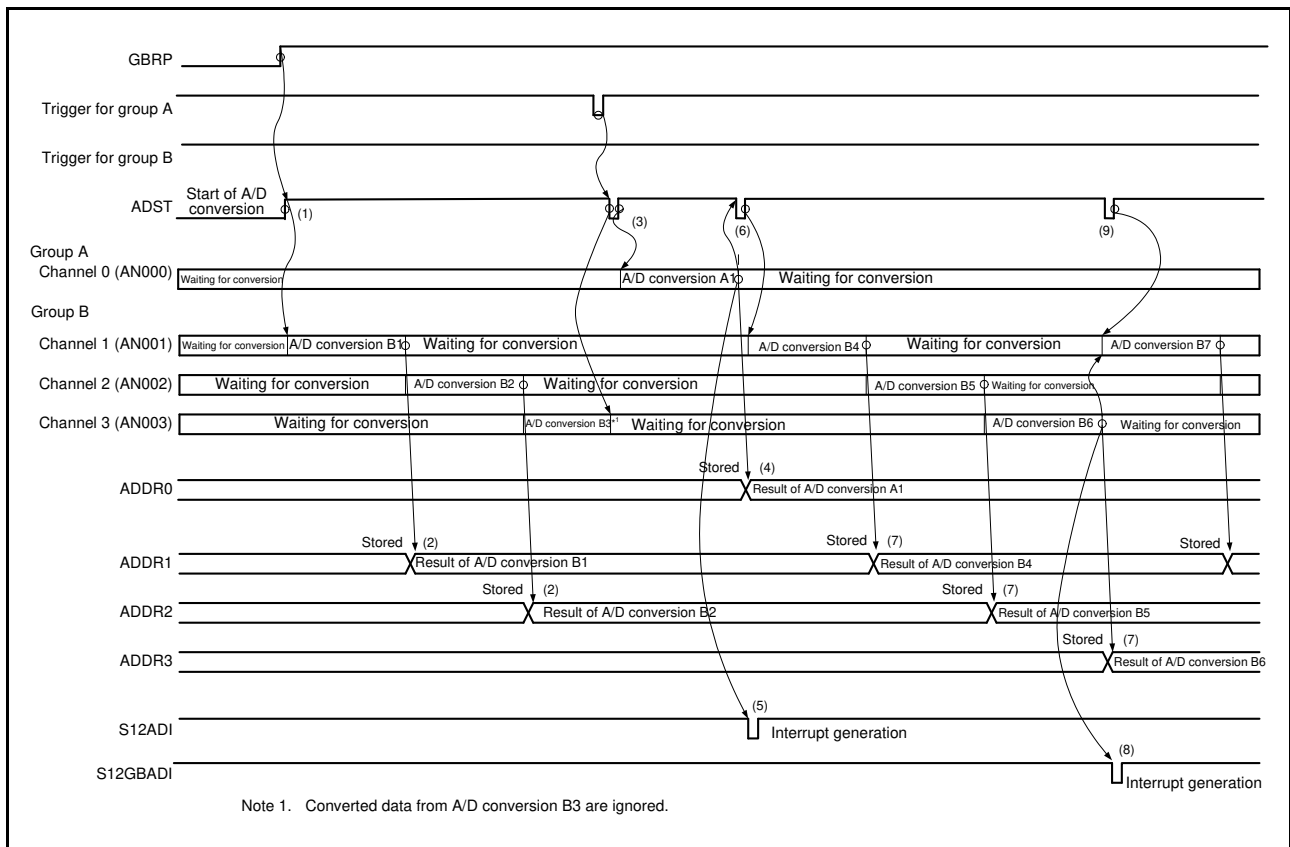 GBRP
Trigger for group A
Trigger for group B
Start of A/D
conversion
ADST
(1)
(3)
(6)
(9)
Group A
Channel 0 (AN000)
Waiting for conversion
A/D conversion A1
Waiting for conversion
Group B
Channel 1 (AN001)
Waiting for conversion
A/D conversion B1
Waiting for conversion
A/D conversion B4
Waiting for conversion
A/D conversion B7
Channel 2 (AN002)
Waiting for conversion
A/D conversion B2
Waiting for conversion
A/D conversion B5
Waiting for conversion
Channel 3 (AN003)
Waiting for conversion
A/D conversion B3*1
Waiting for conversion
A/D conversion B6
Waiting for conversion
Stored (4)
ADDR0
Result of A/D conversion A1
Stored (2)
Stored (7)
Stored
ADDR1
Result of A/D conversion B1
Result of A/D conversion B4
Stored (2)
Stored (7)
ADDR2
Result of A/D conversion B2
Result of A/D conversion B5
Stored (7)
ADDR3
Result of A/D conversion B6
(5)
S12ADI
Interrupt generation
(8)
S12GBADI
Interrupt generation
Note 1. Converted data from A/D conversion B3 are ignored.